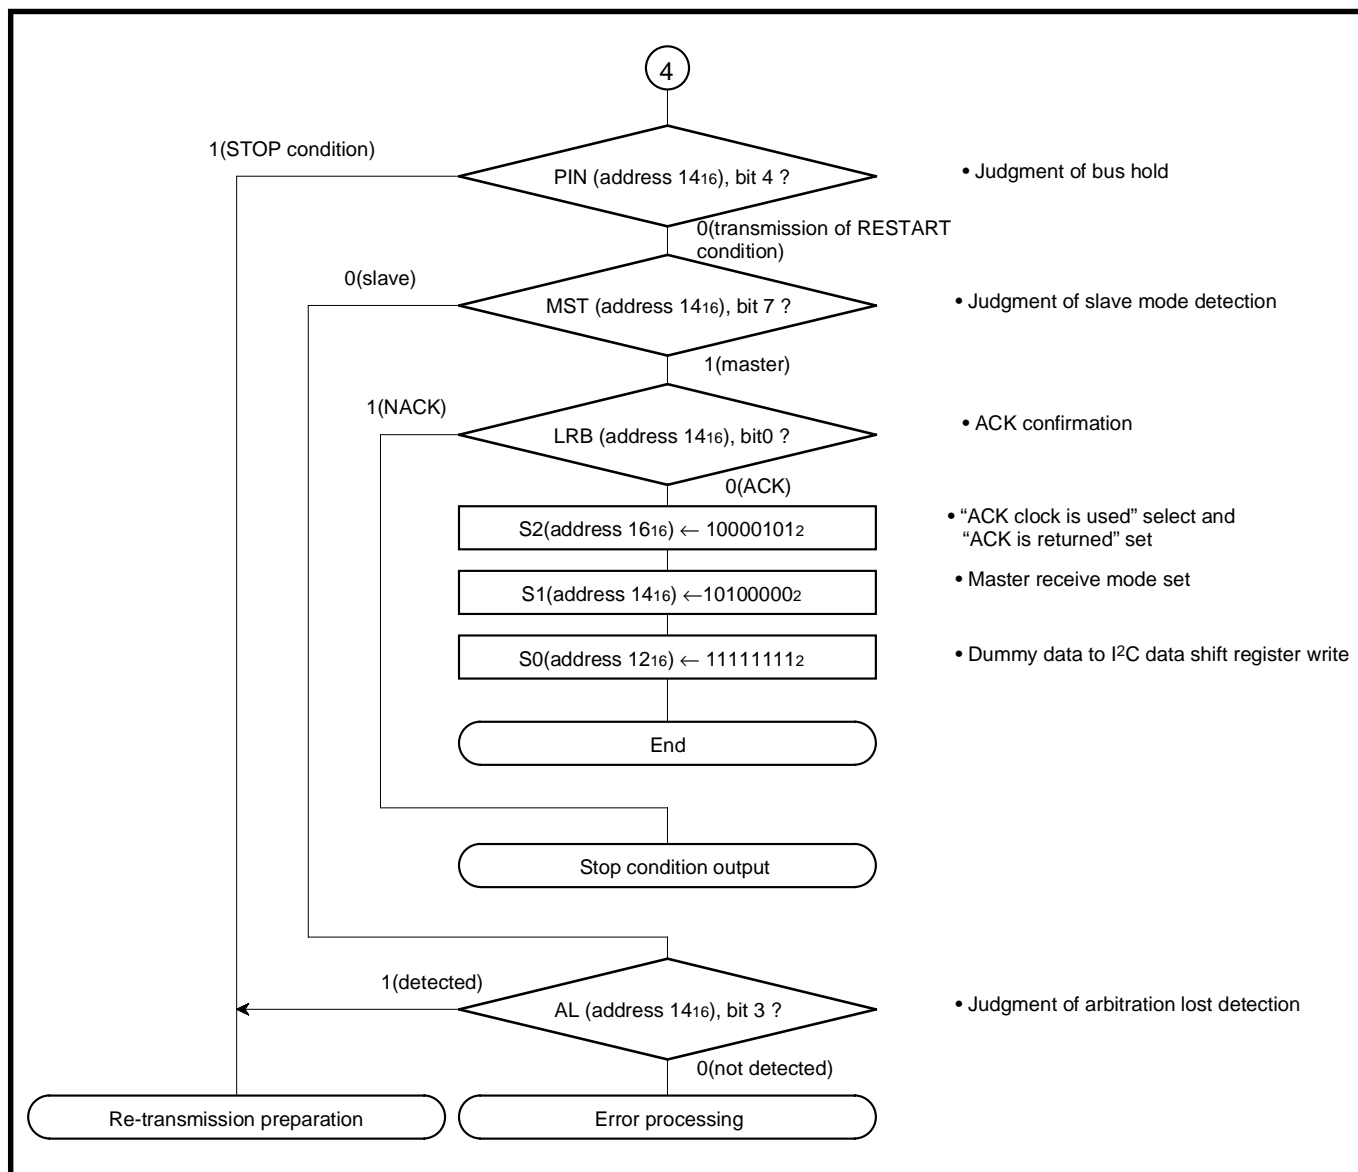 4
1(STOP condition)
PIN (address 14₁₆), bit 4 ?
• Judgment of bus hold
0(transmission of RESTART
condition)
0(slave)
MST (address 14₁₆), bit 7 ?
• Judgment of slave mode detection
1(master)
1(NACK)
LRB (address 14₁₆), bit0 ?
• ACK confirmation
0(ACK)
S2(address 16₁₆) ← 10000101₂
• “ACK clock is used” select and
“ACK is returned” set
S1(address 14₁₆) ←10100000₂
• Master receive mode set
S0(address 12₁₆) ← 11111111₂
• Dummy data to I²C data shift register write
End
Stop condition output
1(detected)
AL (address 14₁₆), bit 3 ?
• Judgment of arbitration lost detection
0(not detected)
Re-transmission preparation
Error processing